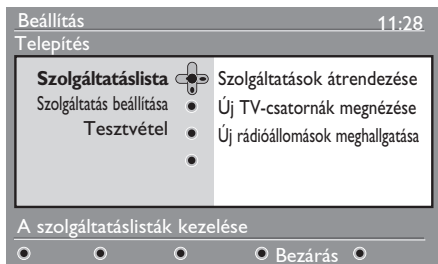 Beállítás 11:28
Telepítés
Szolgáltatáslista Szolgáltatások átrendezése
Szolgáltatás beállítása Új TV-csatornák megnézése
Tesztvétel Új rádióállomások meghallgatása
A szolgáltatáslisták kezelése
Bezárás